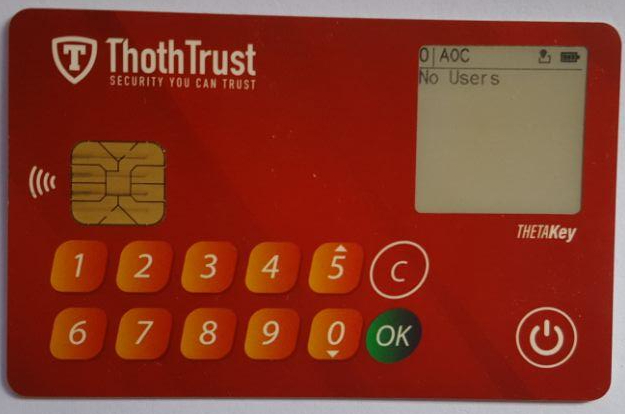 ThothTrust
SECURITY YOU CAN TRUST
0|AOC
No Users
THETAKey
1 2 3 4 5 C
6 7 8 9 0 OK